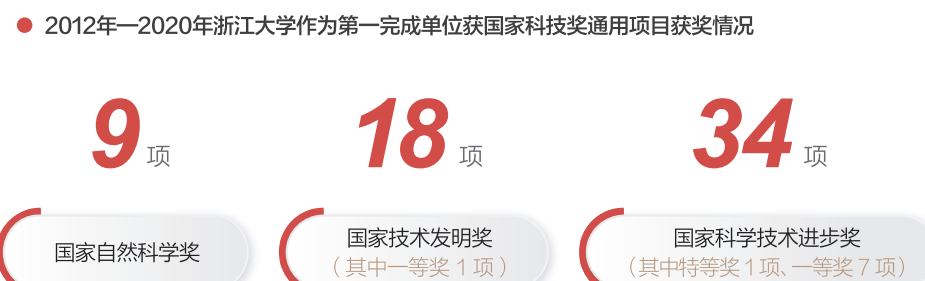 2012年—2020年浙江大学作为第一完成单位获国家科技奖通用项目获奖情况
9 项
18 项
34 项
国家自然科学奖
国家技术发明奖
（其中一等奖 1 项）
国家科学技术进步奖
（其中特等奖 1 项、一等奖 7 项）